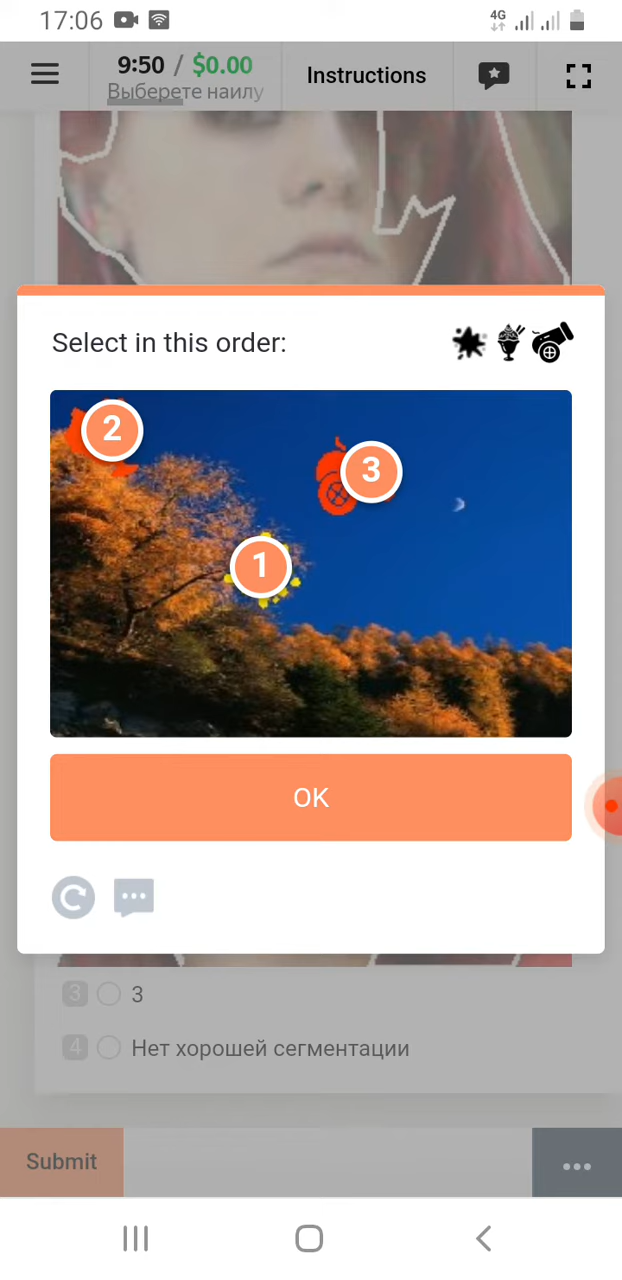 17:06
4G
9:50 / $0.00
Выберете наилу
Instructions
Select in this order:
2
3
1
OK
3 3
4 Нет хорошей сегментации
Submit